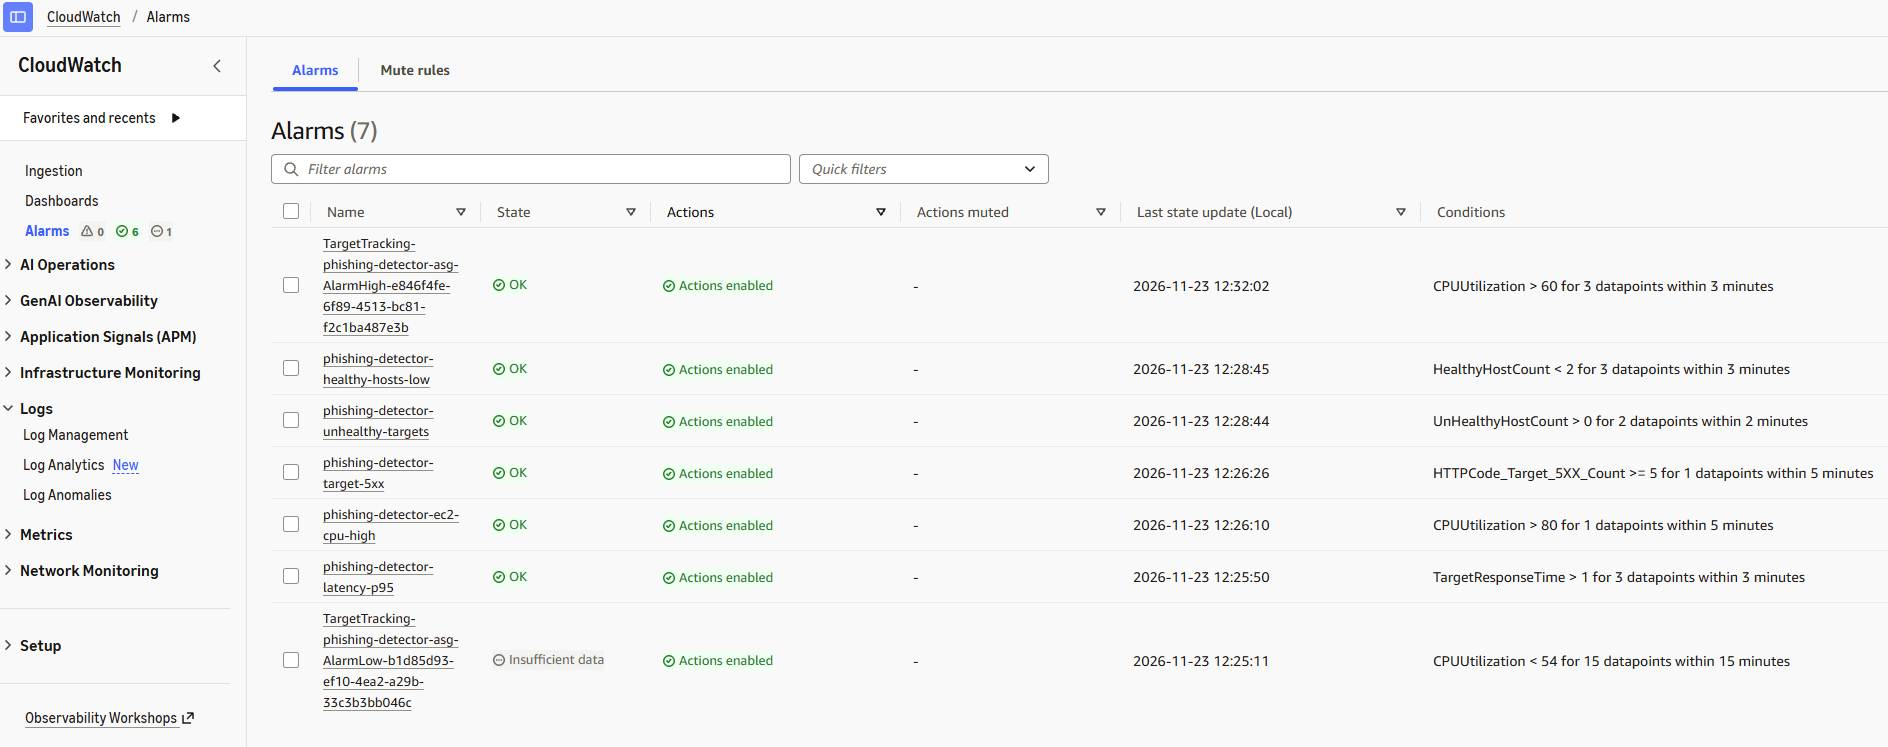 CloudWatch / Alarms
CloudWatch
Favorites and recents
Ingestion
Dashboards
Alarms 0 6 1
AI Operations
GenAI Observability
Application Signals (APM)
Infrastructure Monitoring
Logs
Log Management
Log Analytics New
Log Anomalies
Metrics
Network Monitoring
Setup
Observability Workshops
Alarms Mute rules
Alarms (7)
Filter alarms Quick filters
Name State Actions Actions muted Last state update (Local) Conditions
TargetTracking-
phishing-detector-asg-
AlarmHigh-e846f4fe-
6f89-4513-bc81-
f2c1ba487e3b
OK Actions enabled - 2026-11-23 12:32:02 CPUUtilization > 60 for 3 datapoints within 3 minutes
phishing-detector-
healthy-hosts-low
OK Actions enabled - 2026-11-23 12:28:45 HealthyHostCount < 2 for 3 datapoints within 3 minutes
phishing-detector-
unhealthy-targets
OK Actions enabled - 2026-11-23 12:28:44 UnHealthyHostCount > 0 for 2 datapoints within 2 minutes
phishing-detector-
target-5xx
OK Actions enabled - 2026-11-23 12:26:26 HTTPCode_Target_5XX_Count >= 5 for 1 datapoints within 5 minutes
phishing-detector-ec2-
cpu-high
OK Actions enabled - 2026-11-23 12:26:10 CPUUtilization > 80 for 1 datapoints within 5 minutes
phishing-detector-
latency-p95
OK Actions enabled - 2026-11-23 12:25:50 TargetResponseTime > 1 for 3 datapoints within 3 minutes
TargetTracking-
phishing-detector-asg-
AlarmLow-b1d85d93-
ef10-4ea2-a29b-
33c3b3bb046c
Insufficient data Actions enabled - 2026-11-23 12:25:11 CPUUtilization < 54 for 15 datapoints within 15 minutes